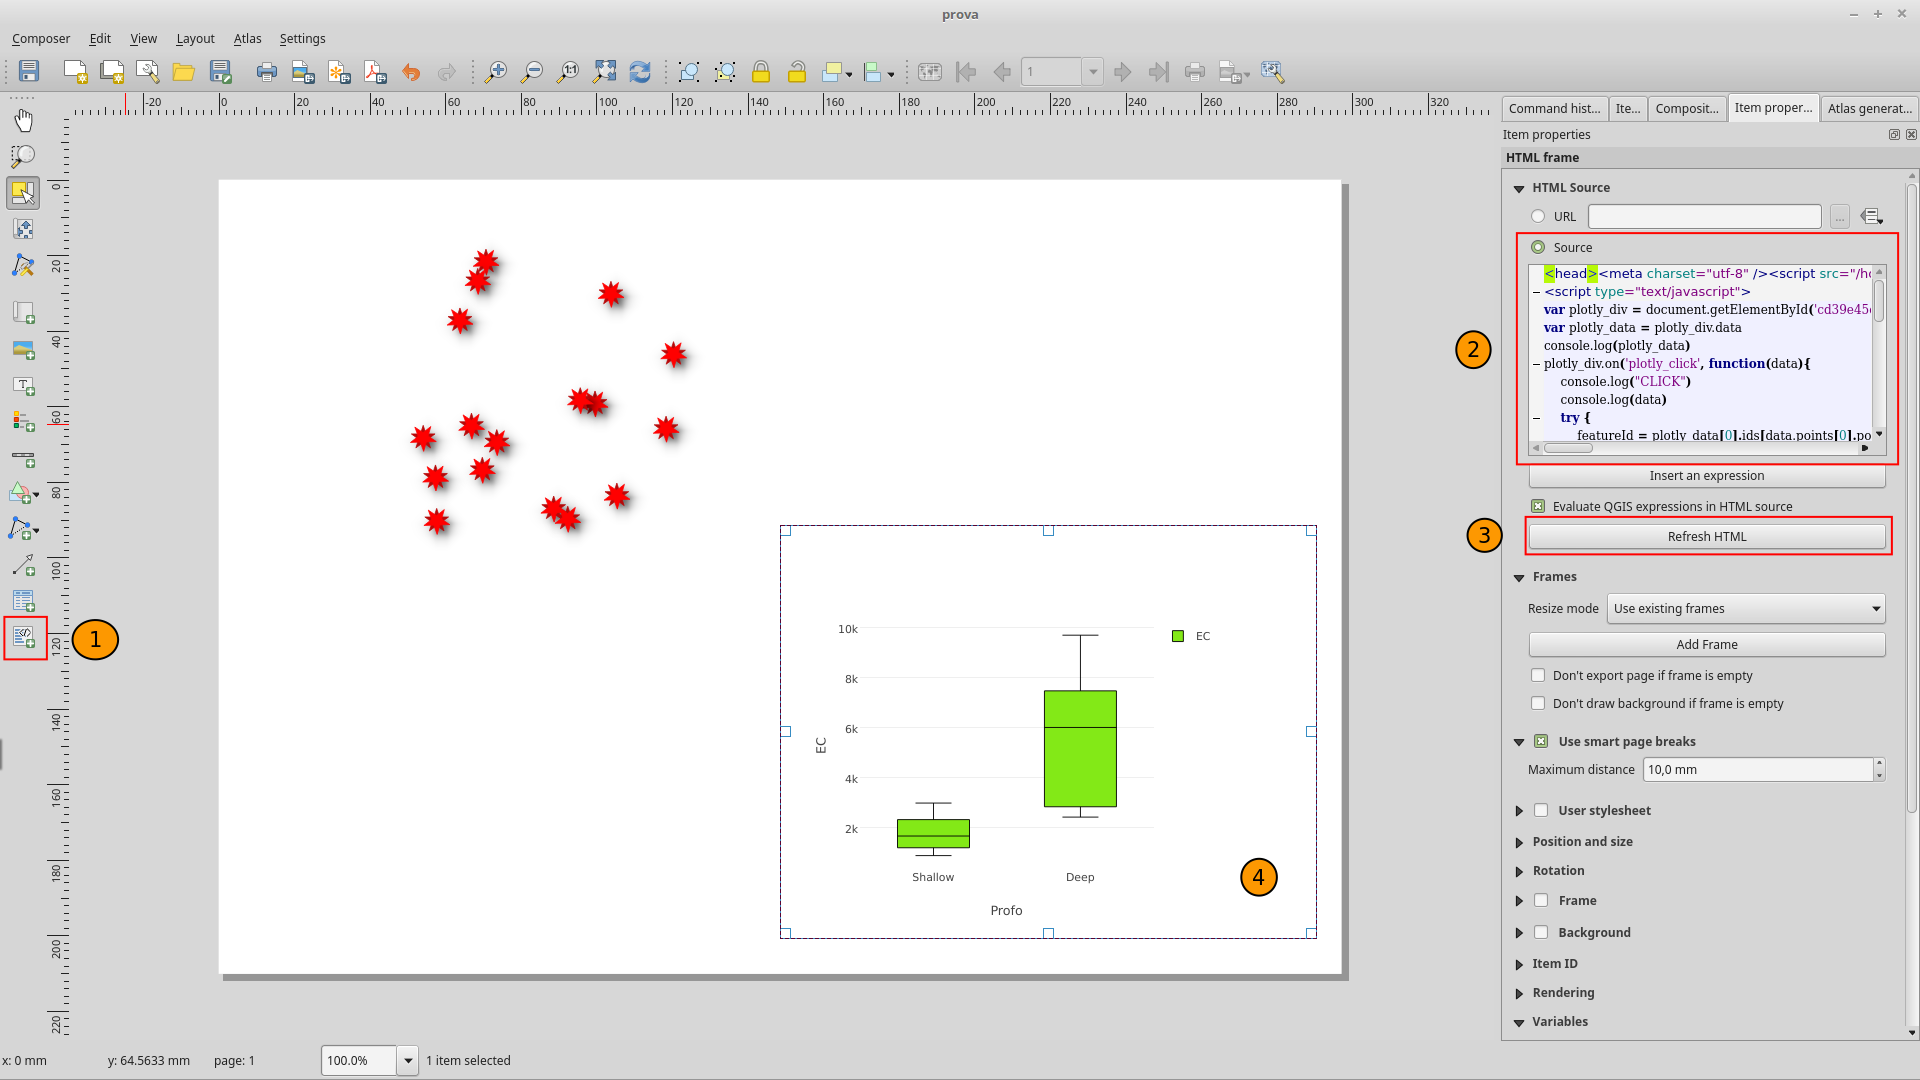 prova
Composer Edit View Layout Atlas Settings
1:1 1
-20 0 20 40 60 80 100 120 140 160 180 200 220 240 260 280 300 320
0 20 40 60 80 100 120 140 160 180 200 220
Command hist... Ite... Composit... Item proper... Atlas generat...
Item properties
HTML frame
HTML Source
URL ...
Source
<head><meta charset="utf-8" /><script src="/ho
<script type="text/javascript">
var plotly_div = document.getElementById('cd39e45
var plotly_data = plotly_div.data
console.log(plotly_data)
plotly_div.on('plotly_click', function(data){
console.log("CLICK")
console.log(data)
try {
featureId = plotly_data[0].ids[data.points[0].po
2
Insert an expression
Evaluate QGIS expressions in HTML source
3
Refresh HTML
Frames
Resize mode Use existing frames
Add Frame
Don't export page if frame is empty
Don't draw background if frame is empty
Use smart page breaks
Maximum distance 10,0 mm
User stylesheet
Position and size
Rotation
Frame
Background
Item ID
Rendering
Variables
1
10k
8k
6k
4k
2k
EC
EC
Shallow Deep
Profo
4
x: 0 mm y: 64.5633 mm page: 1 100.0% 1 item selected